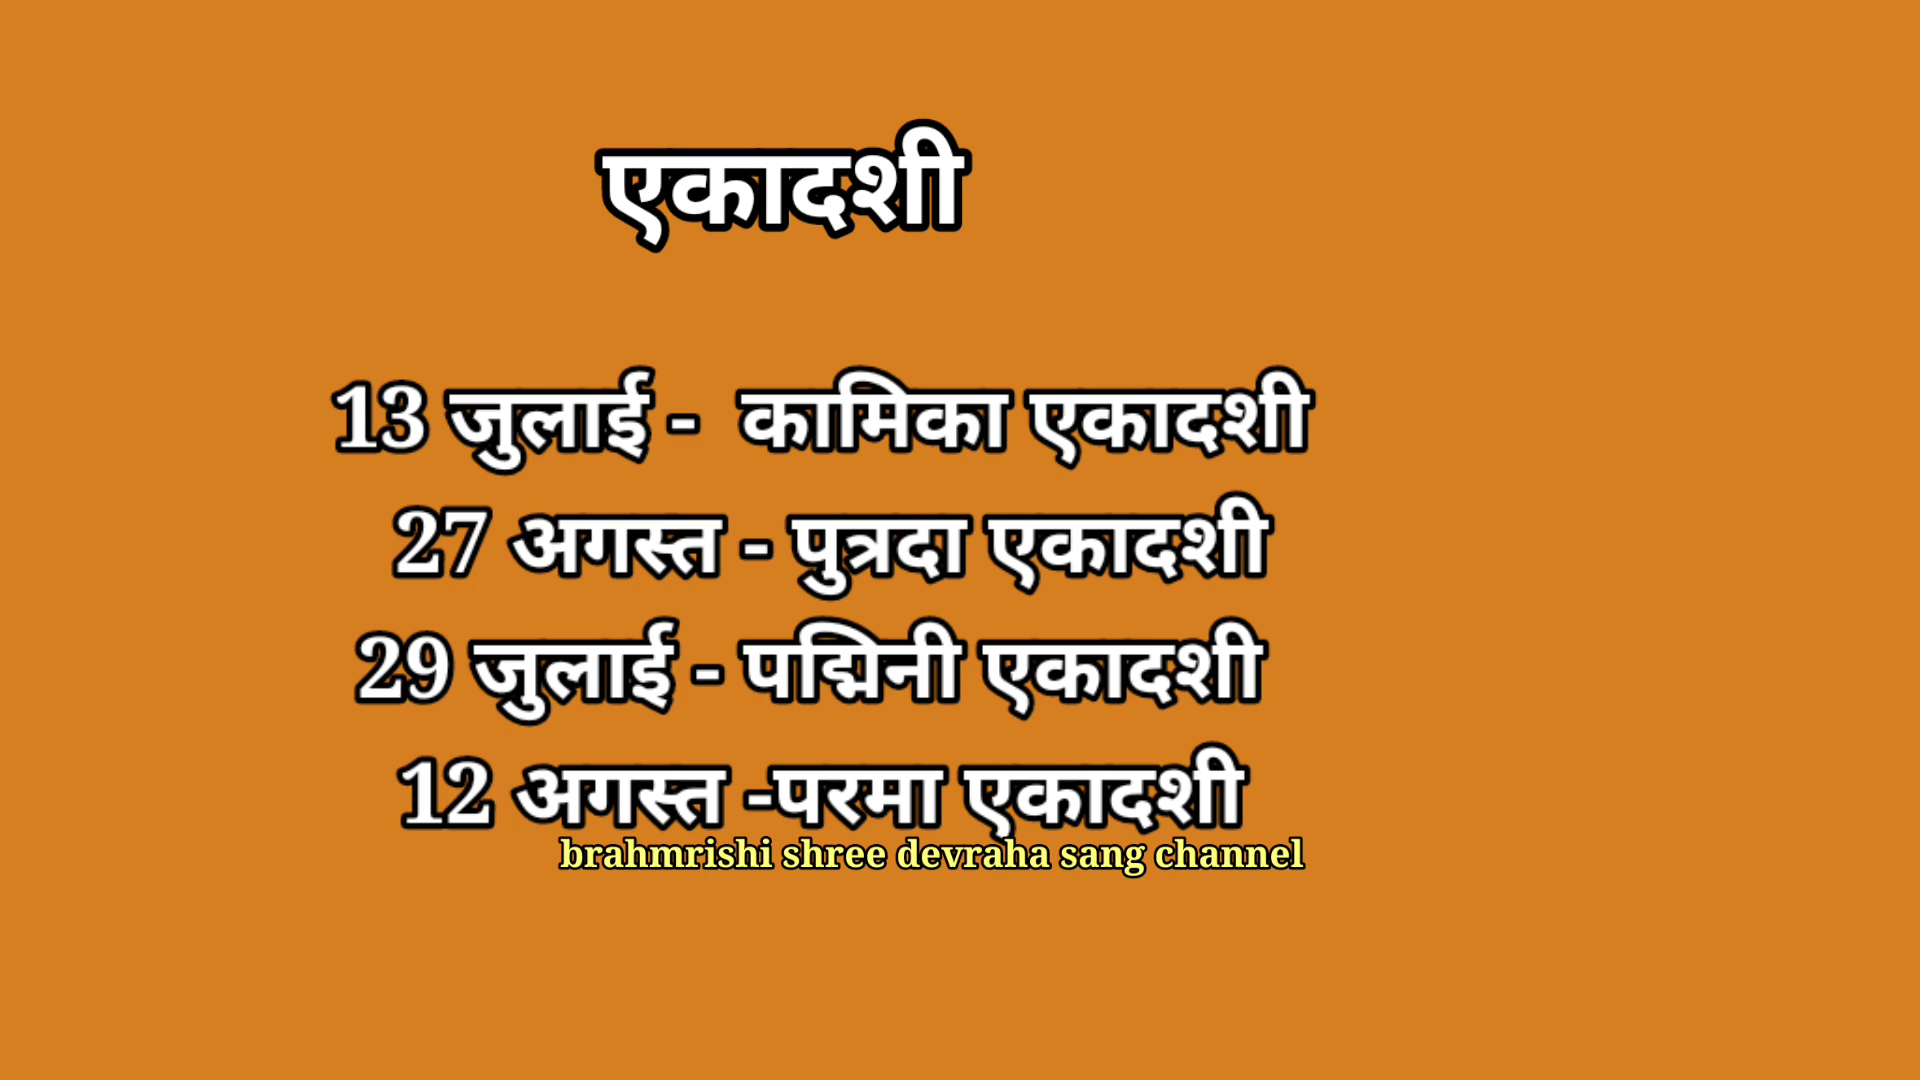 एकादशी
13 जुलाई - कामिका एकादशी
27 अगस्त - पुत्रदा एकादशी
29 जुलाई - पद्मिनी एकादशी
12 अगस्त -परमा एकादशी
brahmrishi shree devraha sang channel